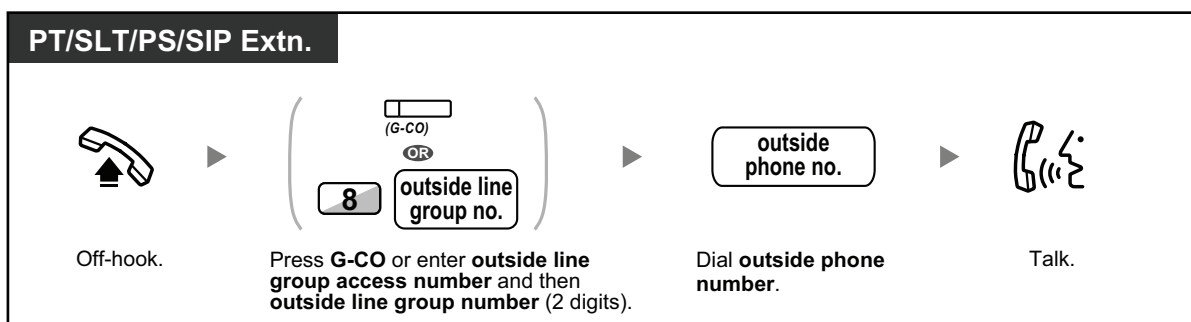 PT/SLT/PS/SIP Extn.
(G-CO)
OR
8
outside line
group no.
outside
phone no.
Off-hook.
Press G-CO or enter outside line
group access number and then
outside line group number (2 digits).
Dial outside phone
number.
Talk.